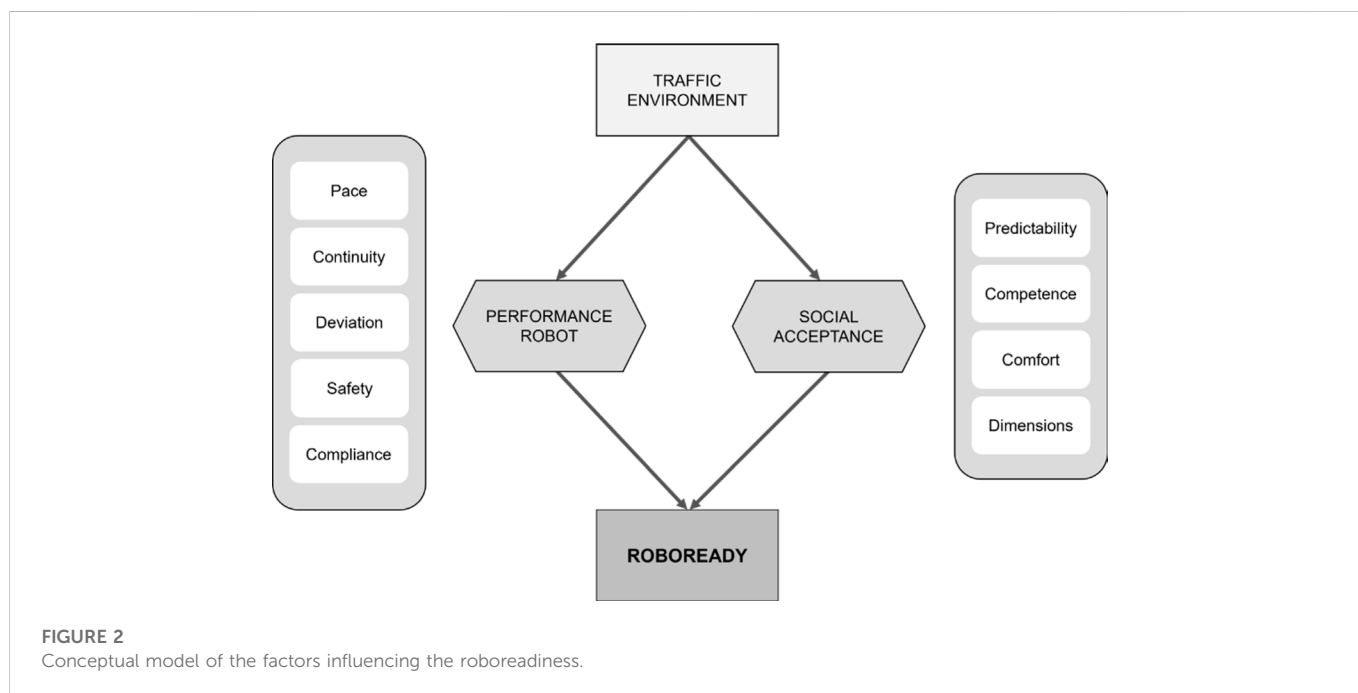 TRAFFIC
ENVIRONMENT
Pace
Continuity
Deviation
Safety
Compliance
PERFORMANCE
ROBOT
SOCIAL
ACCEPTANCE
Predictability
Competence
Comfort
Dimensions
ROBOREADY
FIGURE 2
Conceptual model of the factors influencing the roboreadiness.